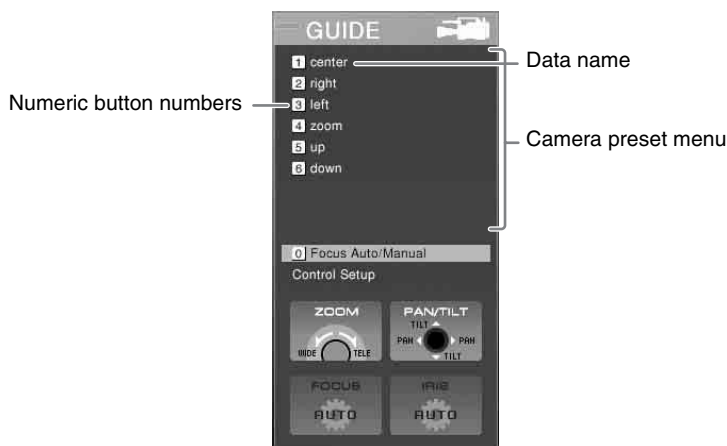 GUIDE
1 center
Data name
2 right
Numeric button numbers
3 left
4 zoom
Camera preset menu
5 up
6 down
0 Focus Auto/Manual
Control Setup
ZOOM
WIDE TELE
PAN/TILT
TILT
PAN PAN
TILT
FOCUS
AUTO
IRIS
AUTO